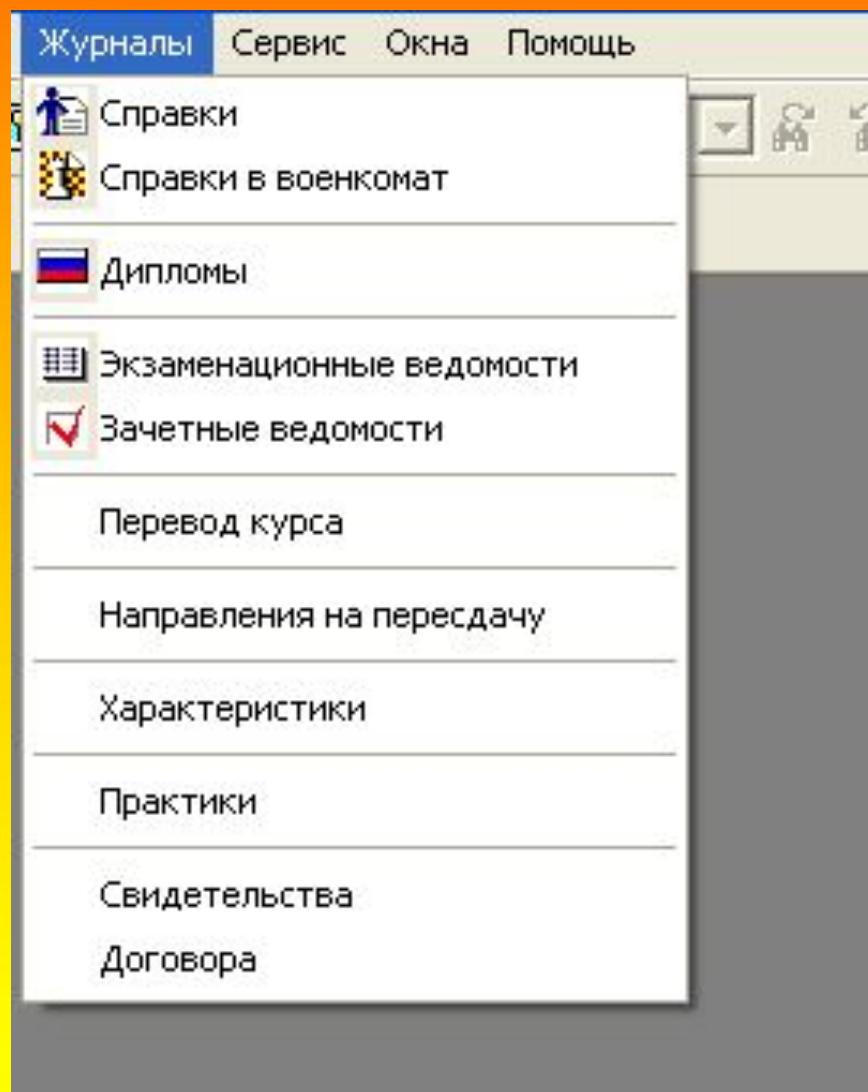 Журналы Сервис Окна Помощь
Справки
Справки в военкомат
Дипломы
Экзаменационные ведомости
Зачетные ведомости
Перевод курса
Направления на пересдачу
Характеристики
Практики
Свидетельства
Договора